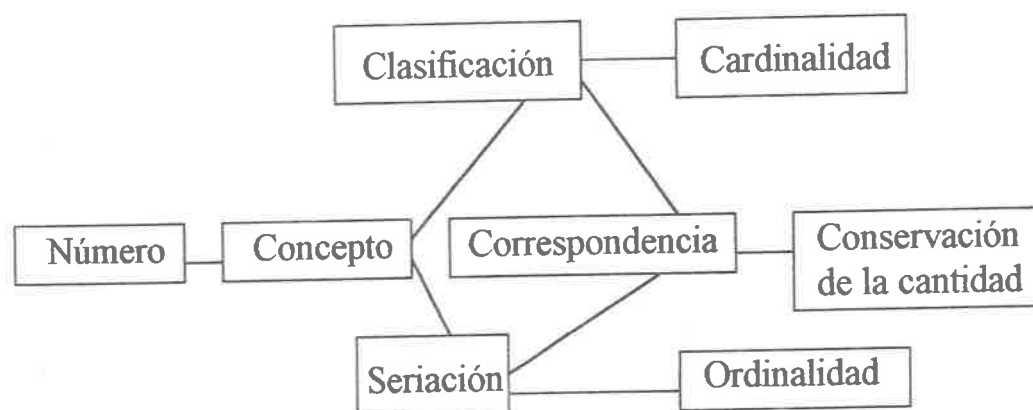 Clasificación
Cardinalidad
Número
Concepto
Correspondencia
Conservación
de la cantidad
Seriación
Ordinalidad